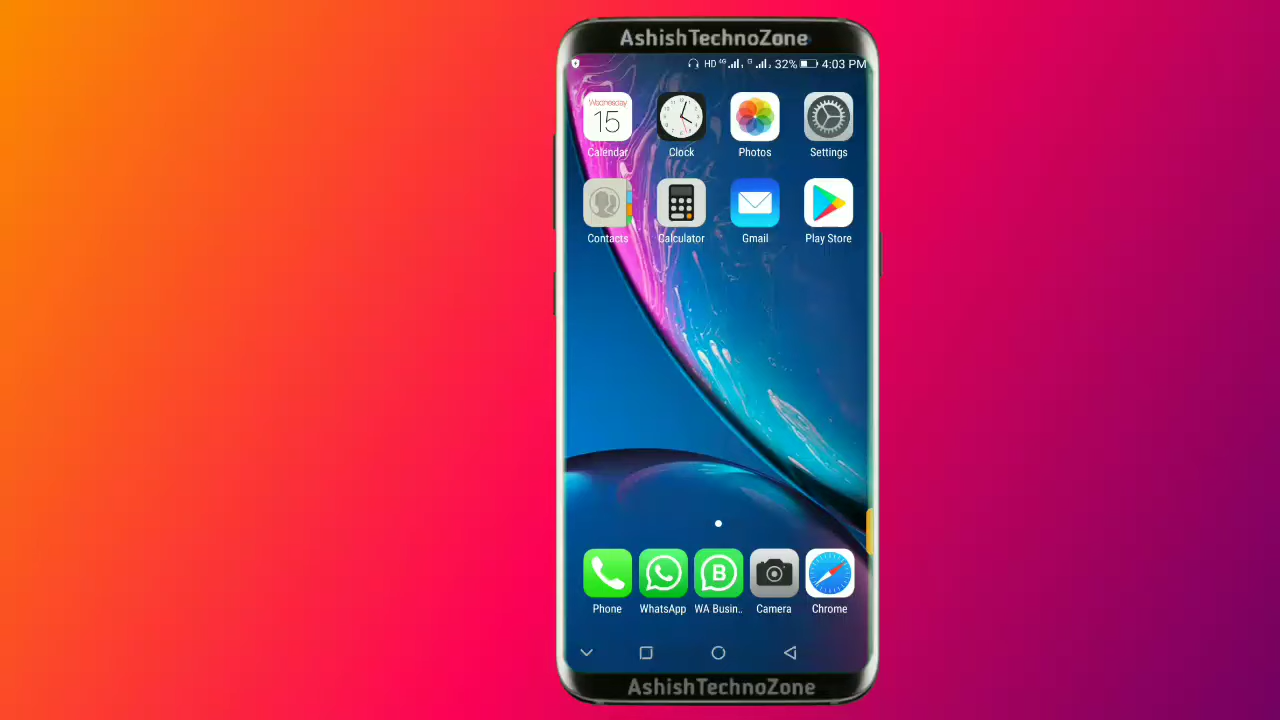 AshishTechnoZone
HD 4G 32% 4:03 PM
Wednesday
15
Calendar Clock Photos Settings
Contacts Calculator Gmail Play Store
B
Phone WhatsApp WA Busin.. Camera Chrome
AshishTechnoZone